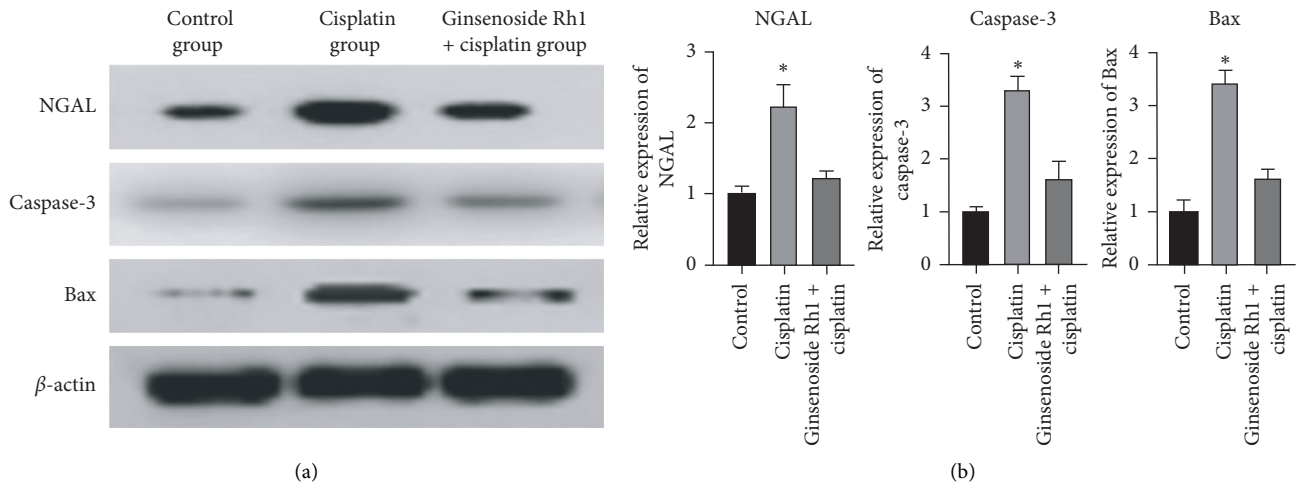 Control
group
Cisplatin
group
Ginsenoside Rh1
+ cisplatin group
NGAL
Caspase-3
Bax
β-actin
(a)
NGAL
Relative expression of
NGAL
3
2
1
0
*
Control
Cisplatin
Ginsenoside Rh1 +
cisplatin
Caspase-3
Relative expression of
caspase-3
4
3
2
1
0
*
Control
Cisplatin
Ginsenoside Rh1 +
cisplatin
Bax
Relative expression of Bax
4
3
2
1
0
*
Control
Cisplatin
Ginsenoside Rh1 +
cisplatin
(b)